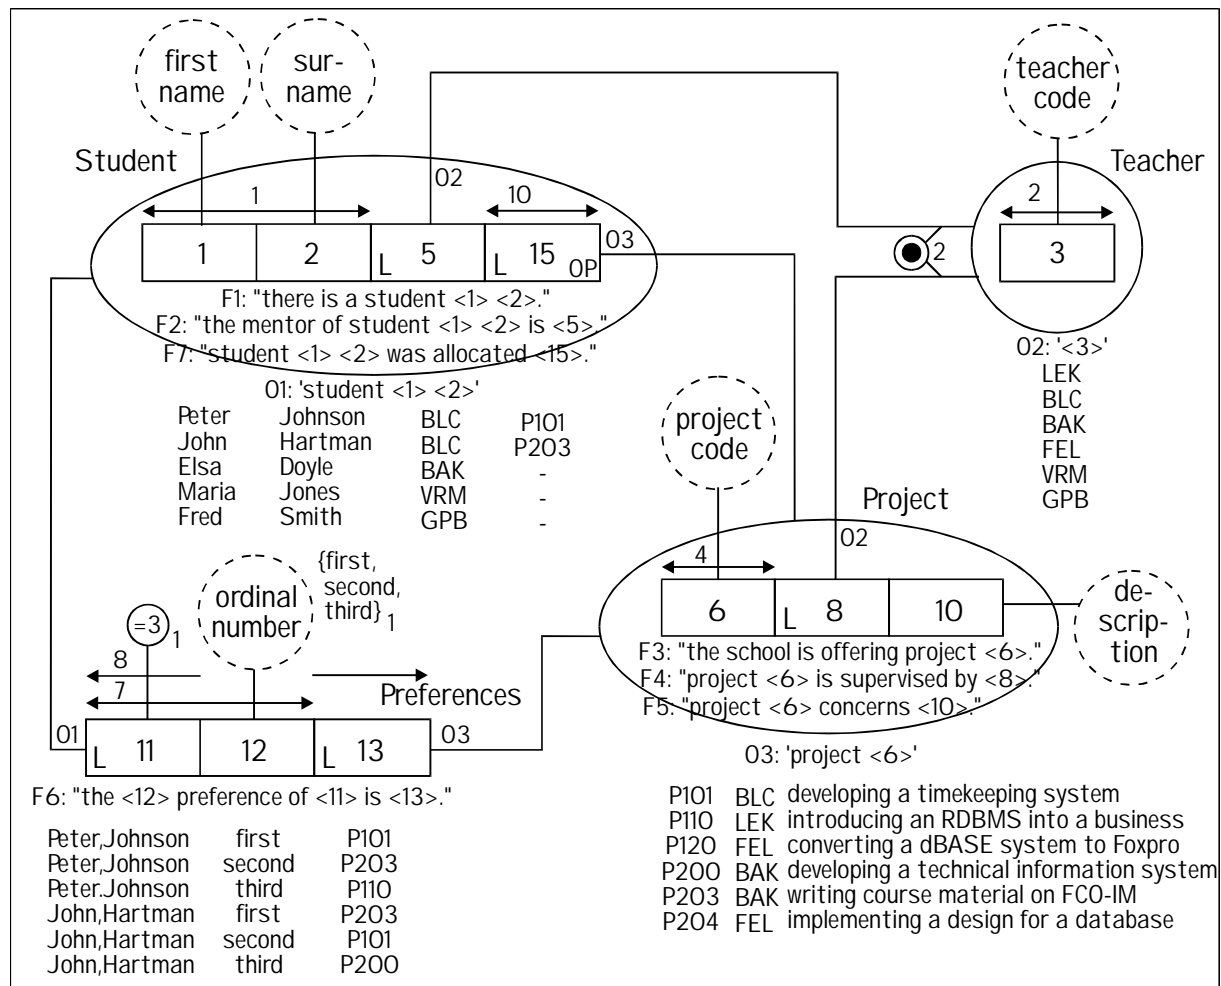 first
name
sur-
name
teacher
code
Student
Teacher
O2
1
10
2
O3
1
2
L 5
L 15 OP
2
3
F1: "there is a student <1> <2>."
F2: "the mentor of student <1> <2> is <5>."
F7: "student <1> <2> was allocated <15>."
O1: 'student <1> <2>'
Peter Johnson BLC P101
John Hartman BLC P203
Elsa Doyle BAK -
Maria Jones VRM -
Fred Smith GPB -
O2: '<3>'
LEK
BLC
BAK
FEL
VRM
GPB
project
code
Project
O2
4
6
L 8
10
de-
scrip-
tion
F3: "the school is offering project <6>."
F4: "project <6> is supervised by <8>."
F5: "project <6> concerns <10>."
O3: 'project <6>'
P101 BLC developing a timekeeping system
P110 LEK introducing an RDBMS into a business
P120 FEL converting a dBASE system to Foxpro
P200 BAK developing a technical information system
P203 BAK writing course material on FCO-IM
P204 FEL implementing a design for a database
ordinal
number
{first,
second,
third} 1
=3 1
8
7
Preferences
O1
L 11
12
L 13
O3
F6: "the <12> preference of <11> is <13>."
Peter,Johnson first P101
Peter,Johnson second P203
Peter.Johnson third P110
John,Hartman first P203
John,Hartman second P101
John,Hartman third P200